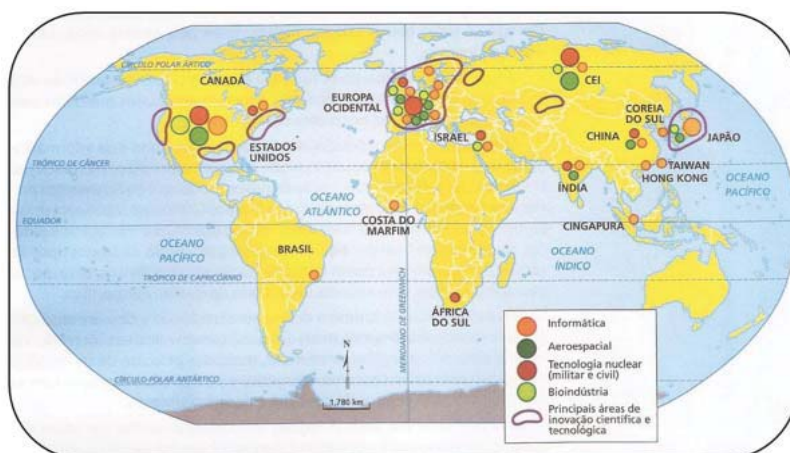 CÍRCULO POLAR ÁRTICO
CANADÁ
CEI
EUROPA
OCIDENTAL
COREIA
DO SUL
ISRAEL
CHINA
JAPÃO
ESTADOS
UNIDOS
TRÓPICO DE CÂNCER
TAIWAN
HONG KONG
OCEANO
PACÍFICO
ÍNDIA
OCEANO
ATLÂNTICO
COSTA DO
MARFIM
EQUADOR
CINGAPURA
OCEANO
PACÍFICO
BRASIL
OCEANO
ÍNDICO
TRÓPICO DE CAPRICÓRNIO
MERIDIANO DE GREENWICH
ÁFRICA
DO SUL
N
1.780 km
CÍRCULO POLAR ANTÁRTICO
Informática
Aeroespacial
Tecnologia nuclear
(militar e civil)
Bioindústria
Principais áreas de
inovação científica e
tecnológica